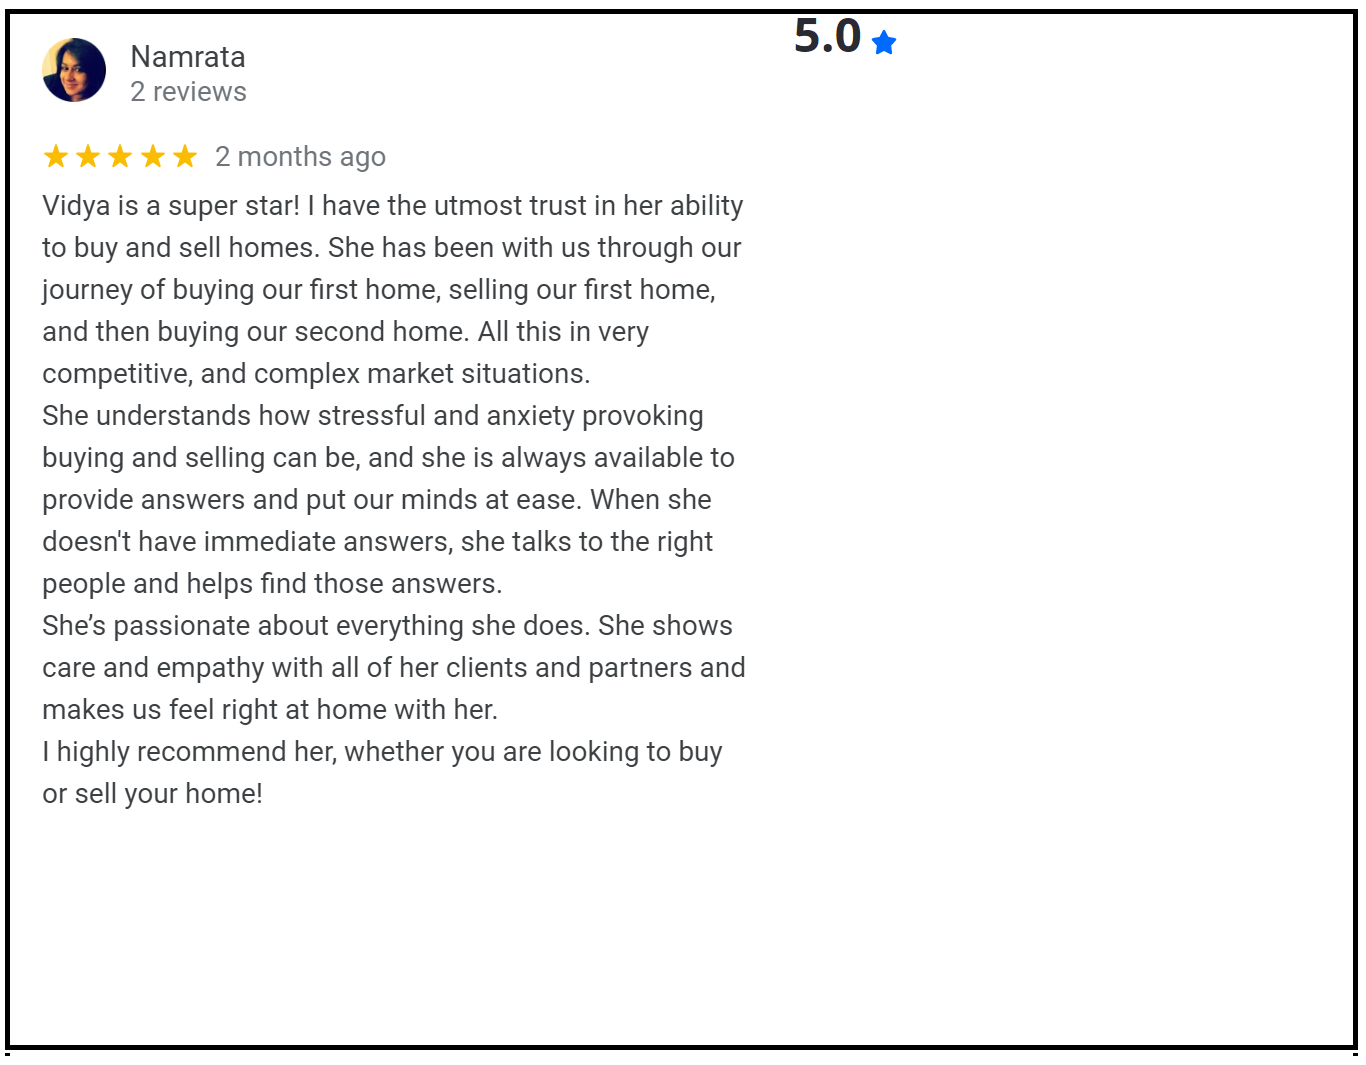 Namrata
2 reviews
5.0
2 months ago
Vidya is a super star! I have the utmost trust in her ability
to buy and sell homes. She has been with us through our
journey of buying our first home, selling our first home,
and then buying our second home. All this in very
competitive, and complex market situations.
She understands how stressful and anxiety provoking
buying and selling can be, and she is always available to
provide answers and put our minds at ease. When she
doesn't have immediate answers, she talks to the right
people and helps find those answers.
She’s passionate about everything she does. She shows
care and empathy with all of her clients and partners and
makes us feel right at home with her.
I highly recommend her, whether you are looking to buy
or sell your home!